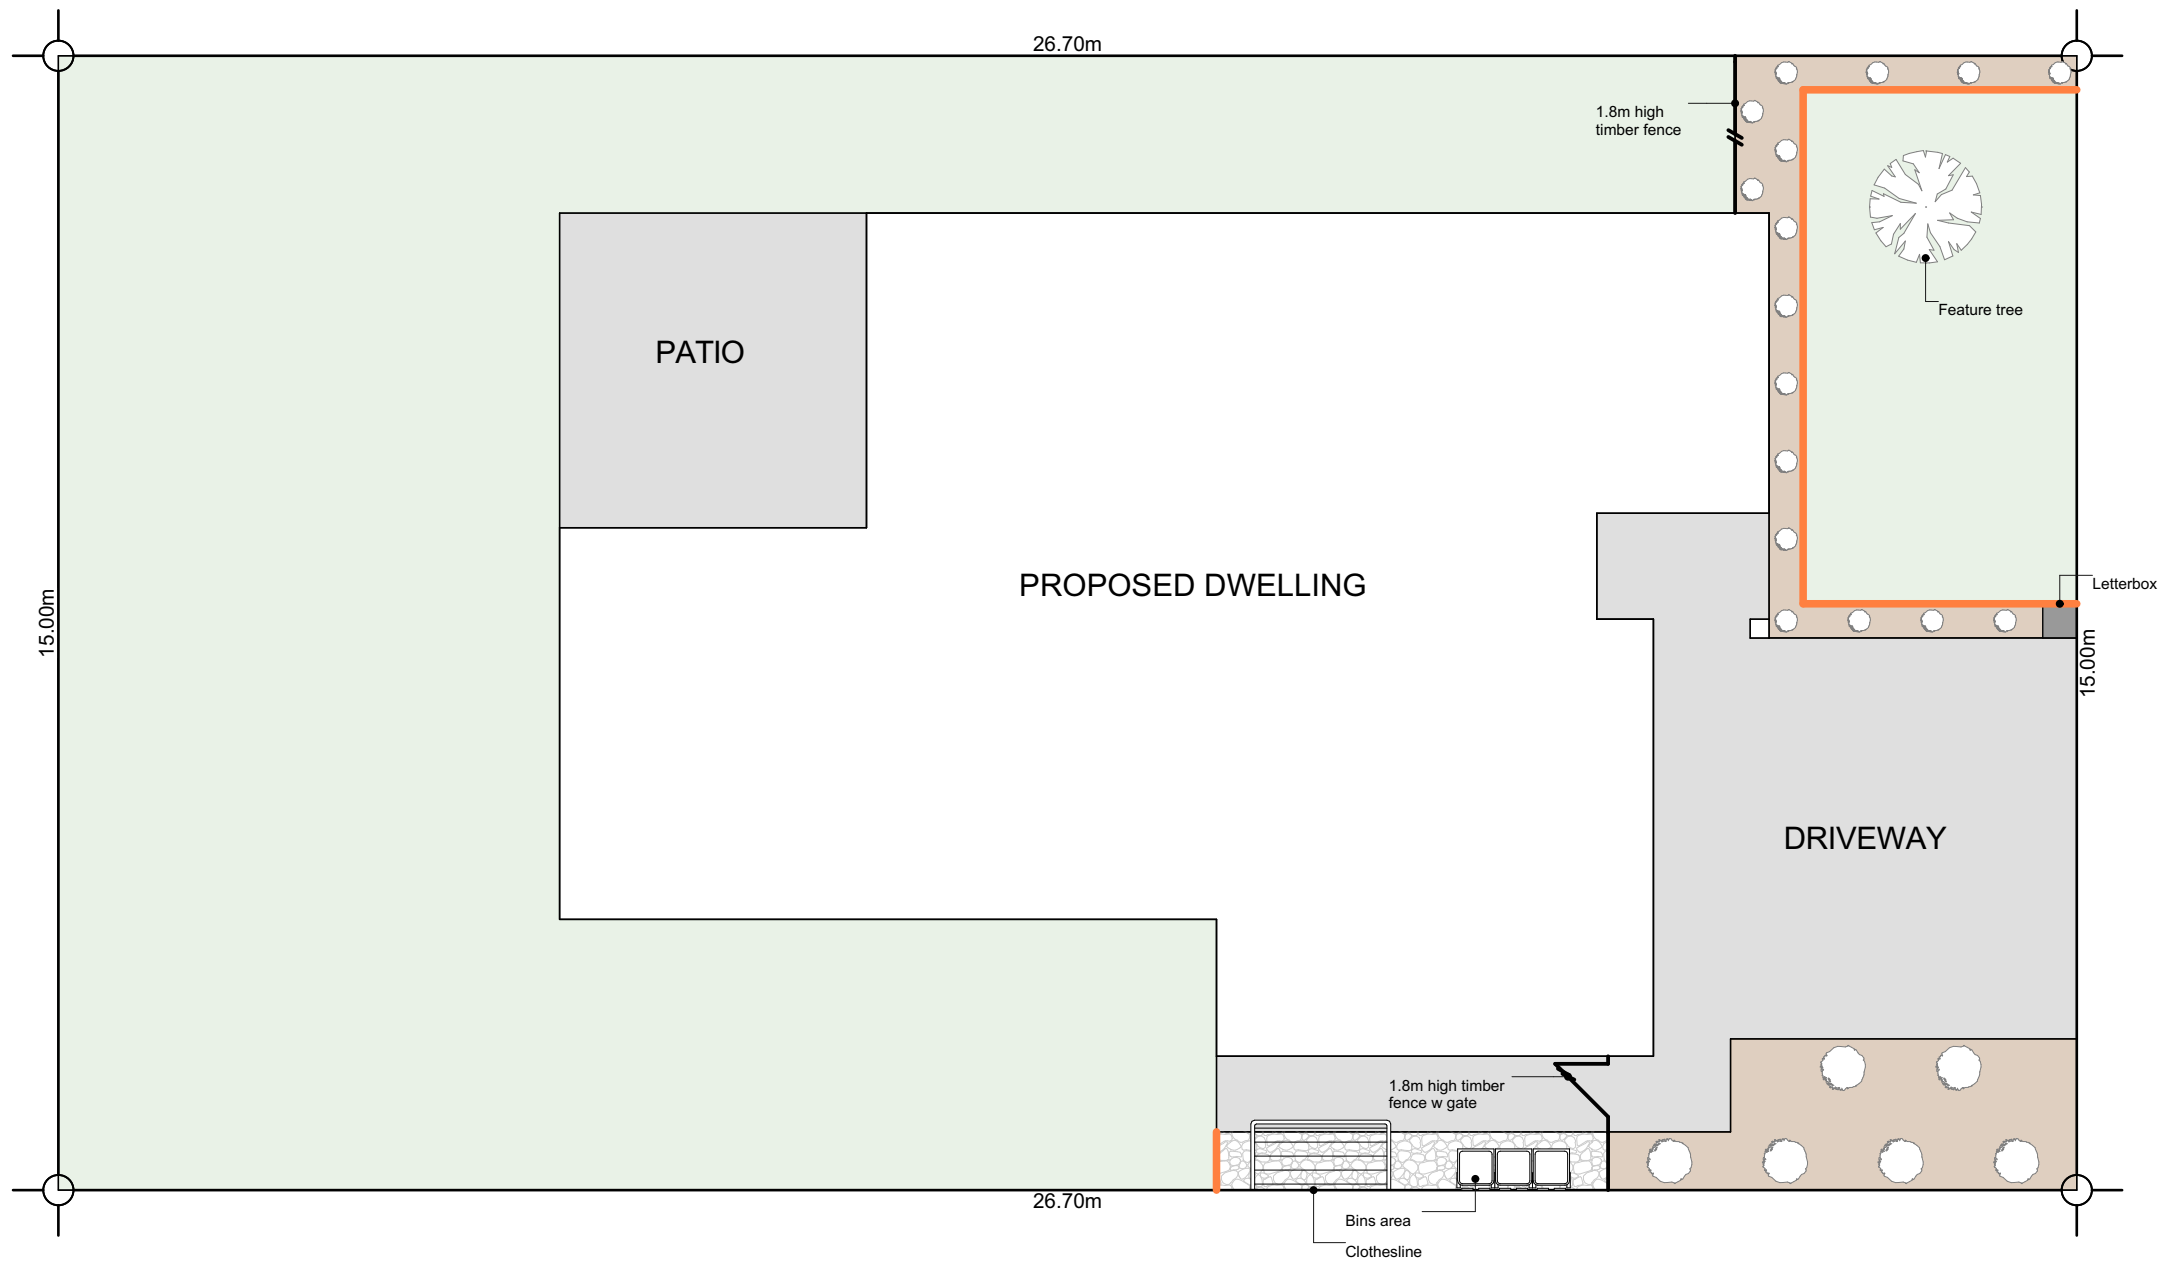 26.70m
1.8m high
timber fence
Feature tree
PATIO
PROPOSED DWELLING
Letterbox
15.00m
15.00m
DRIVEWAY
1.8m high timber
fence w gate
26.70m
Bins area
Clothesline